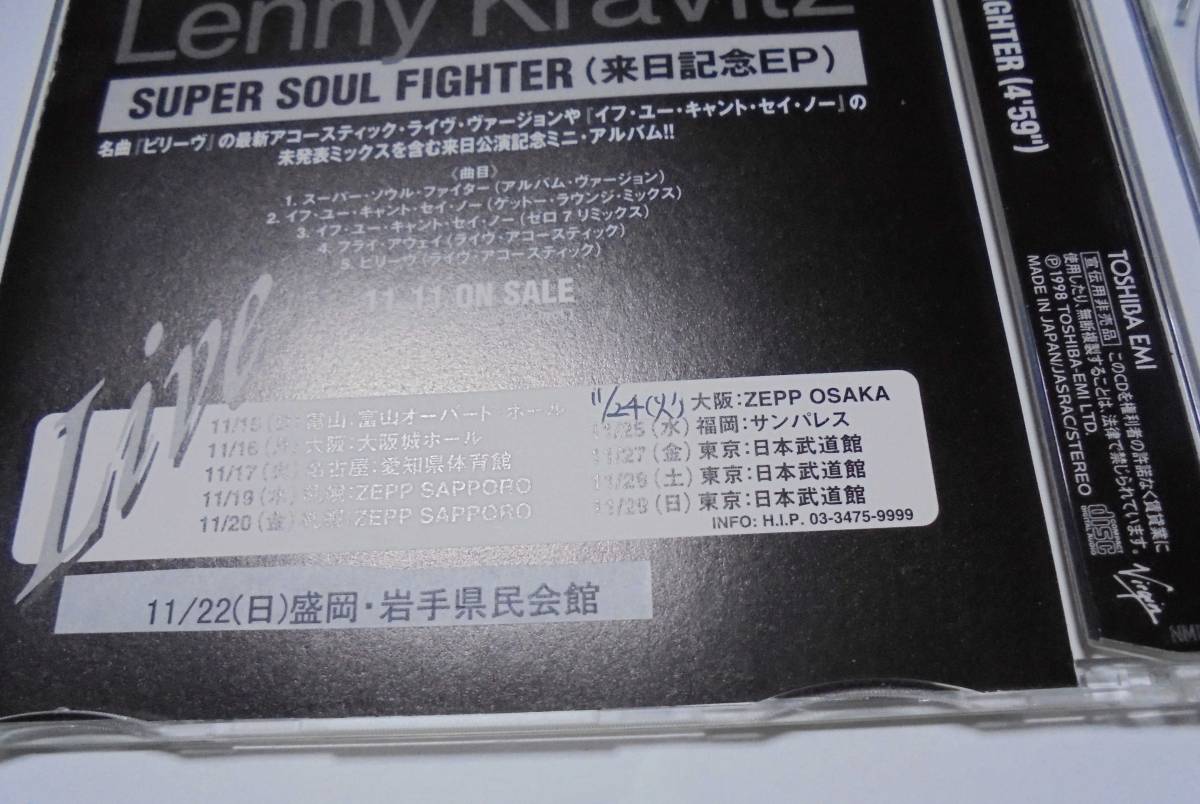 Lenny Kravitz
SUPER SOUL FIGHTER (来日記念EP)
名曲『ビリーヴ』の最新アコースティック・ライヴ・ヴァージョンや『イフ・ユー・キャント・セイ・ノー』の
未発表ミックスを含む来日公演記念ミニ・アルバム!!
《曲目》
1. スーパー・ソウル・ファイター(アルバム・ヴァージョン)
2. イフ・ユー・キャント・セイ・ノー(ゲットー・ラウンジ・ミックス)
3. イフ・ユー・キャント・セイ・ノー(ゼロ 7 リミックス)
4. フライ・アウェイ(ライヴ・アコースティック)
5. ビリーヴ(ライヴ・アコースティック)
ON SALE
Live
11/15 富山:富山オーバード・ホール
11/16 (月) 大阪:大阪城ホール
11/17 名古屋:愛知県体育館
11/19 (木) 札幌:ZEPP SAPPORO
11/20 (金) 札幌:ZEPP SAPPORO
11/24(火) 大阪:ZEPP OSAKA
11/25 (水) 福岡:サンパレス
11/27 (金) 東京:日本武道館
(土) 東京:日本武道館
(日) 東京:日本武道館
INFO: H.I.P. 03-3475-9999
11/22(日)盛岡・岩手県民会館
FIGHTER (4'59")
TOSHIBA EMI
宣伝用非売品 このCDを権利者の許諾なく賃貸業に
使用したり、無断複製することは、法律で禁じられています。
Ⓟ1998 TOSHIBA-EMI LTD.
MADE IN JAPAN/JASRAC/STEREO
COMPACT disc DIGITAL AUDIO
Virgin